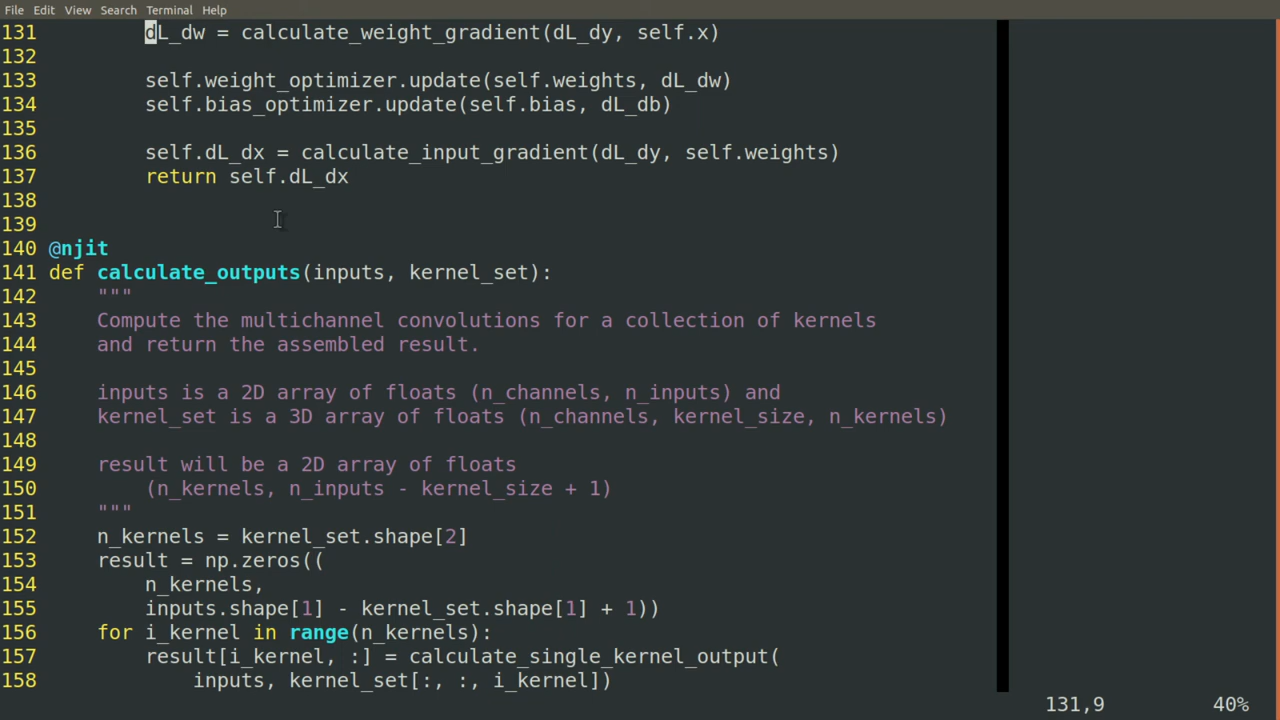 File Edit View Search Terminal Help
131         dL_dw = calculate_weight_gradient(dL_dy, self.x)
132
133         self.weight_optimizer.update(self.weights, dL_dw)
134         self.bias_optimizer.update(self.bias, dL_db)
135
136         self.dL_dx = calculate_input_gradient(dL_dy, self.weights)
137         return self.dL_dx
138
139
140 @njit
141 def calculate_outputs(inputs, kernel_set):
142     """
143     Compute the multichannel convolutions for a collection of kernels
144     and return the assembled result.
145
146     inputs is a 2D array of floats (n_channels, n_inputs) and
147     kernel_set is a 3D array of floats (n_channels, kernel_size, n_kernels)
148
149     result will be a 2D array of floats
150         (n_kernels, n_inputs - kernel_size + 1)
151     """
152     n_kernels = kernel_set.shape[2]
153     result = np.zeros((
154         n_kernels,
155         inputs.shape[1] - kernel_set.shape[1] + 1))
156     for i_kernel in range(n_kernels):
157         result[i_kernel, :] = calculate_single_kernel_output(
158             inputs, kernel_set[:, :, i_kernel])
131,9 40%